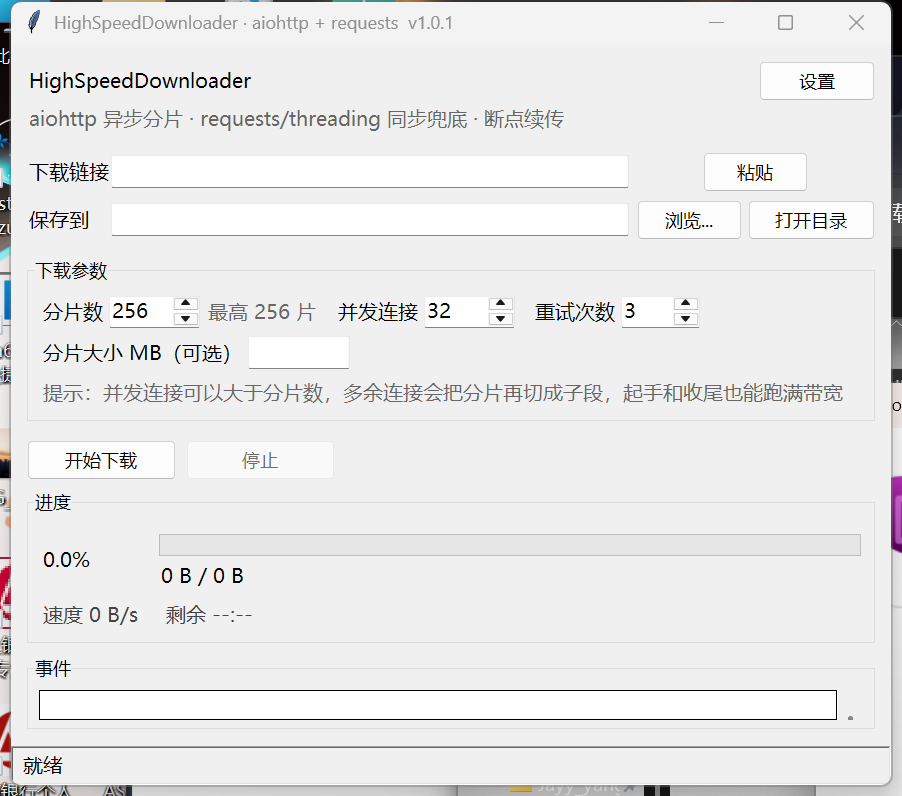 HighSpeedDownloader · aiohttp + requests v1.0.1
HighSpeedDownloader
设置
aiohttp 异步分片 · requests/threading 同步兜底 · 断点续传
下载链接 粘贴
保存到 浏览... 打开目录
下载参数
分片数 256 最高 256 片 并发连接 32 重试次数 3
分片大小 MB（可选）
提示：并发连接可以大于分片数，多余连接会把分片再切成子段，起手和收尾也能跑满带宽
开始下载 停止
进度
0.0%
0 B / 0 B
速度 0 B/s 剩余 --:--
事件
就绪